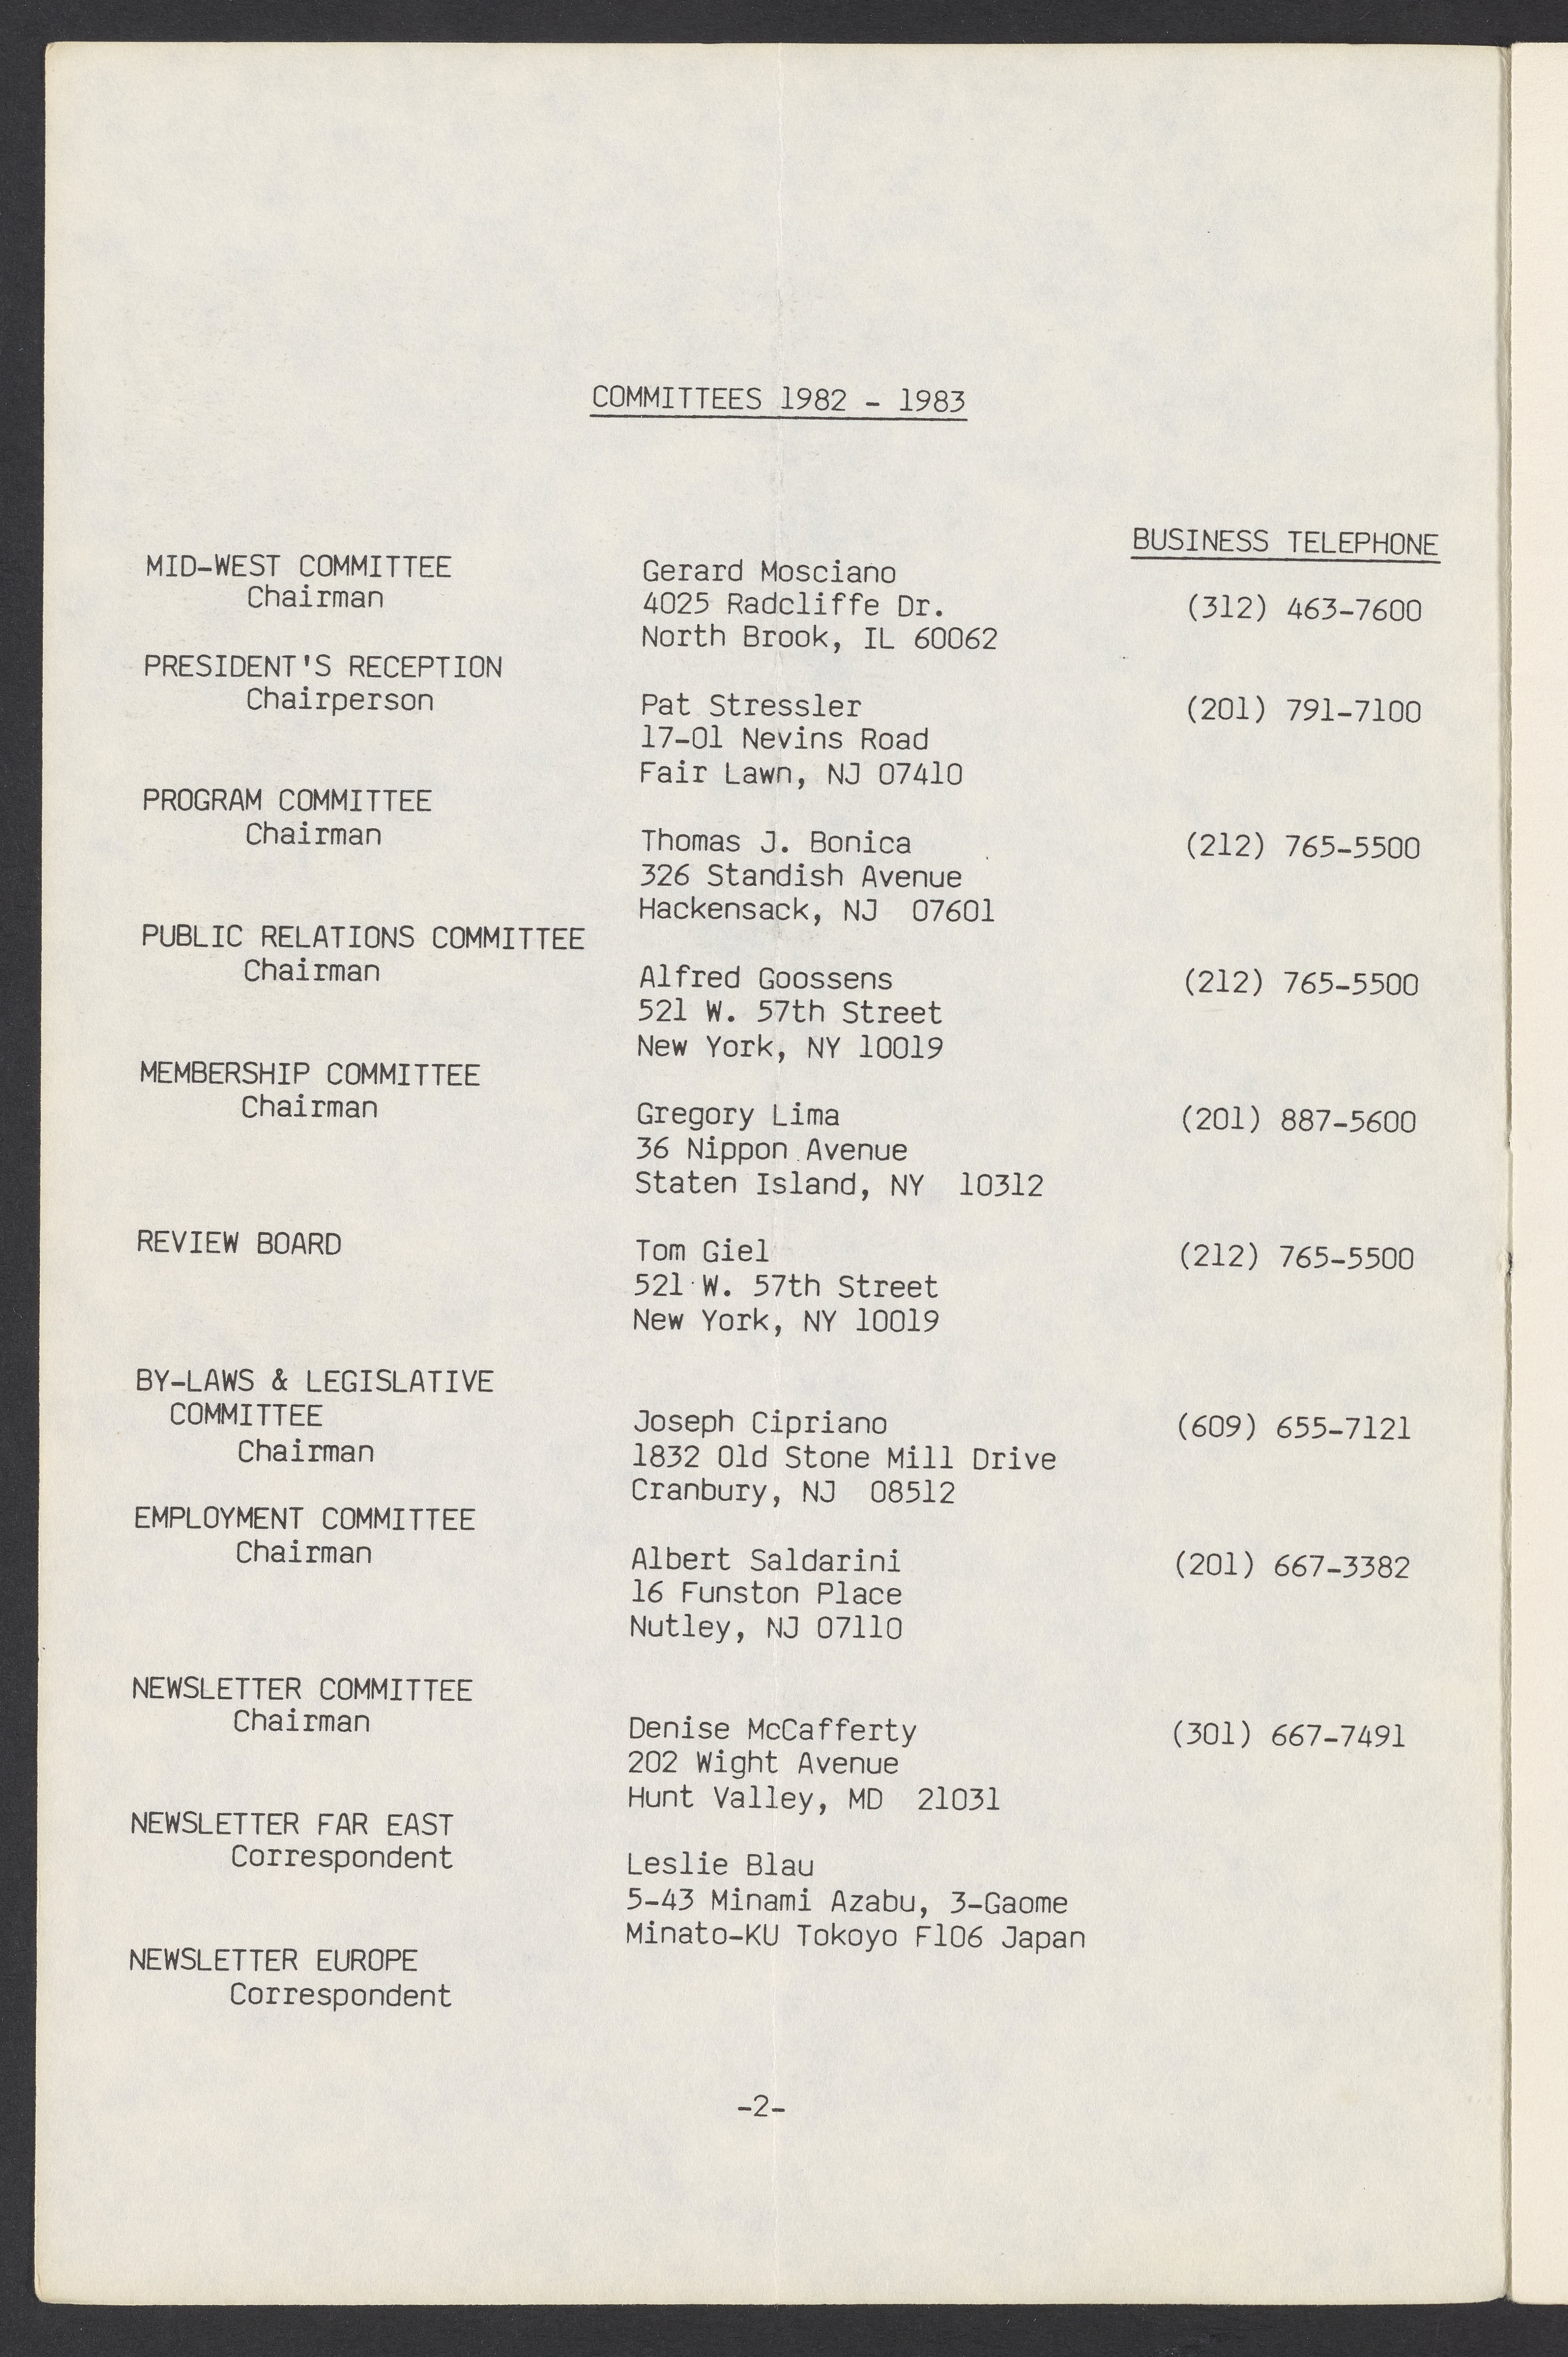 COMMITTEES 1982 - 1983
BUSINESS TELEPHONE
MID-WEST COMMITTEE
Chairman
Gerard Mosciano
4025 Radcliffe Dr.
North Brook, IL 60062
(312) 463-7600
PRESIDENT'S RECEPTION
Chairperson
Pat Stressler
17-01 Nevins Road
Fair Lawn, NJ 07410
(201) 791-7100
PROGRAM COMMITTEE
Chairman
Thomas J. Bonica
326 Standish Avenue
Hackensack, NJ 07601
(212) 765-5500
PUBLIC RELATIONS COMMITTEE
Chairman
Alfred Goossens
521 W. 57th Street
New York, NY 10019
(212) 765-5500
MEMBERSHIP COMMITTEE
Chairman
Gregory Lima
36 Nippon Avenue
Staten Island, NY 10312
(201) 887-5600
REVIEW BOARD
Tom Giel
521 W. 57th Street
New York, NY 10019
(212) 765-5500
BY-LAWS & LEGISLATIVE
COMMITTEE
Chairman
Joseph Cipriano
1832 Old Stone Mill Drive
Cranbury, NJ 08512
(609) 655-7121
EMPLOYMENT COMMITTEE
Chairman
Albert Saldarini
16 Funston Place
Nutley, NJ 07110
(201) 667-3382
NEWSLETTER COMMITTEE
Chairman
Denise McCafferty
202 Wight Avenue
Hunt Valley, MD 21031
(301) 667-7491
NEWSLETTER FAR EAST
Correspondent
Leslie Blau
5-43 Minami Azabu, 3-Gaome
Minato-KU Tokoyo F106 Japan
NEWSLETTER EUROPE
Correspondent
-2-